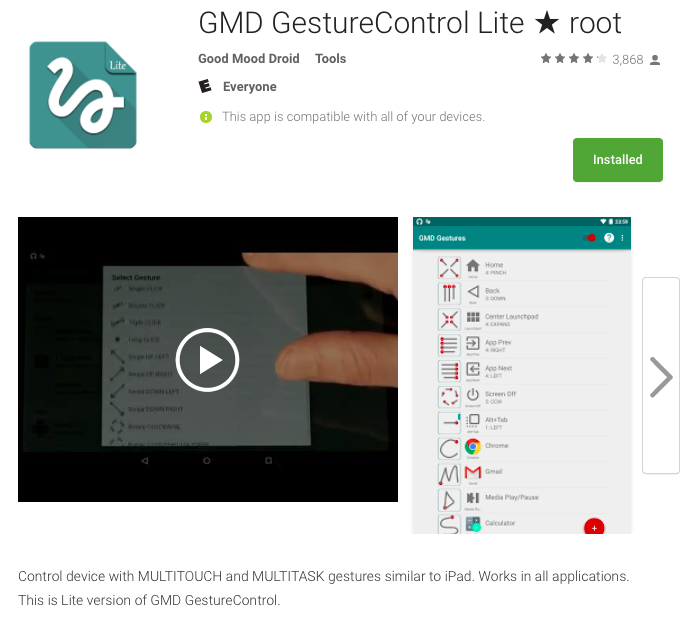 GMD GestureControl Lite ★ root
Lite
Good Mood Droid Tools
3,868
E Everyone
This app is compatible with all of your devices.
Installed
Select Gesture
Single CLICK
Double CLICK
Triple CLICK
Long CLICK
Swipe UP LEFT
Swipe UP RIGHT
Swipe DOWN LEFT
Swipe DOWN RIGHT
Rotate CLOCKWISE
23:59
GMD Gestures
?
Home
4: PINCH
Back
3: DOWN
Center Launchpad
4: EXPAND
App Prev
4: RIGHT
App Next
4: LEFT
Screen Off
3: CCW
Alt+Tab
1: LEFT
Chrome
Gmail
Media Play/Pause
Calculator
+
Control device with MULTITOUCH and MULTITASK gestures similar to iPad. Works in all applications.
This is Lite version of GMD GestureControl.